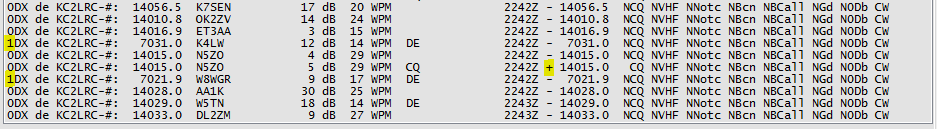 0DX de KC2LRC-#: 14056.5 K7SEN 17 dB 20 WPM 2242Z - 14056.5 NCQ NVHF NNotc NBcn NBCall NGd NODb CW
0DX de KC2LRC-#: 14010.8 OK2ZV 14 dB 24 WPM 2242Z - 14010.8 NCQ NVHF NNotc NBcn NBCall NGd NODb CW
0DX de KC2LRC-#: 14016.9 ET3AA 3 dB 15 WPM 2242Z - 14016.9 NCQ NVHF NNotc NBcn NBCall NGd NODb CW
1DX de KC2LRC-#: 7031.0 K4LW 12 dB 14 WPM DE 2242Z - 7031.0 NCQ NVHF NNotc NBcn NBCall NGd NODb CW
0DX de KC2LRC-#: 14015.0 N5ZO 4 dB 29 WPM 2242Z - 14015.0 NCQ NVHF NNotc NBcn NBCall NGd NODb CW
0DX de KC2LRC-#: 14015.0 N5ZO 5 dB 29 WPM CQ 2242Z + 14015.0 CQ NVHF NNotc NBcn NBCall NGd NODb CW
1DX de KC2LRC-#: 7021.9 W8WGR 9 dB 17 WPM DE 2242Z - 7021.9 NCQ NVHF NNotc NBcn NBCall NGd NODb CW
0DX de KC2LRC-#: 14028.0 AA1K 30 dB 25 WPM 2242Z - 14028.0 NCQ NVHF NNotc NBcn NBCall NGd NODb CW
0DX de KC2LRC-#: 14029.0 W5TN 18 dB 14 WPM DE 2243Z - 14029.0 NCQ NVHF NNotc NBcn NBCall NGd NODb CW
0DX de KC2LRC-#: 14033.0 DL2ZM 9 dB 27 WPM 2243Z - 14033.0 NCQ NVHF NNotc NBcn NBCall NGd NODb CW